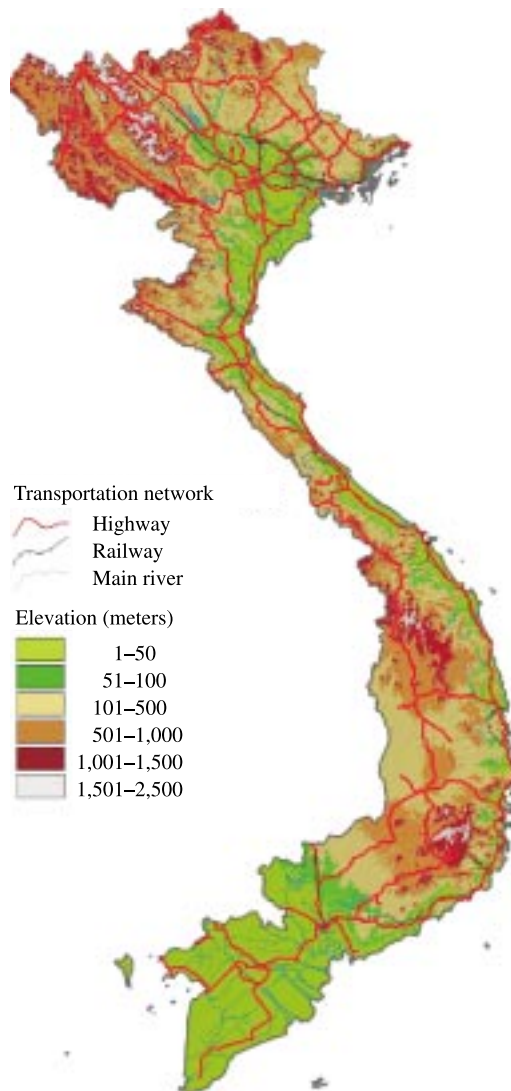 Transportation network
Highway
Railway
Main river
Elevation (meters)
1–50
51–100
101–500
501–1,000
1,001–1,500
1,501–2,500